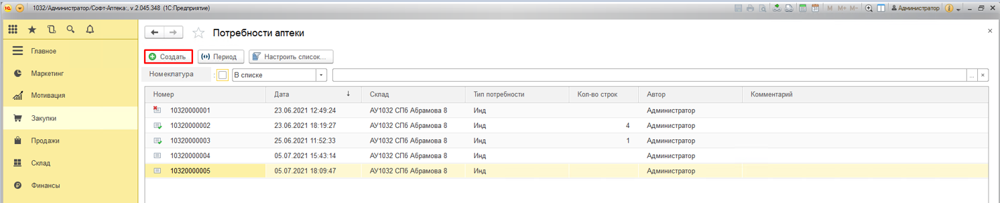 1032/Администратор/Софт-Аптека:, v.2.045.348 (1С:Предприятие)
M M+ M- Администратор
Главное
Маркетинг
Мотивация
Закупки
Продажи
Склад
Финансы
Потребности аптеки
Создать Период Настроить список...
Номеклатура : В списке ... ×
Номер Дата ↓ Склад Тип потребности Кол-во строк Автор Комментарий
10320000001 23.06.2021 12:49:24 АУ1032 СПб Абрамова 8 Инд Администратор
10320000002 23.06.2021 18:19:27 АУ1032 СПб Абрамова 8 Инд 4 Администратор
10320000003 25.06.2021 11:52:33 АУ1032 СПб Абрамова 8 Инд 1 Администратор
10320000004 05.07.2021 15:43:14 АУ1032 СПб Абрамова 8 Инд Администратор
10320000005 05.07.2021 18:09:47 АУ1032 СПб Абрамова 8 Инд Администратор